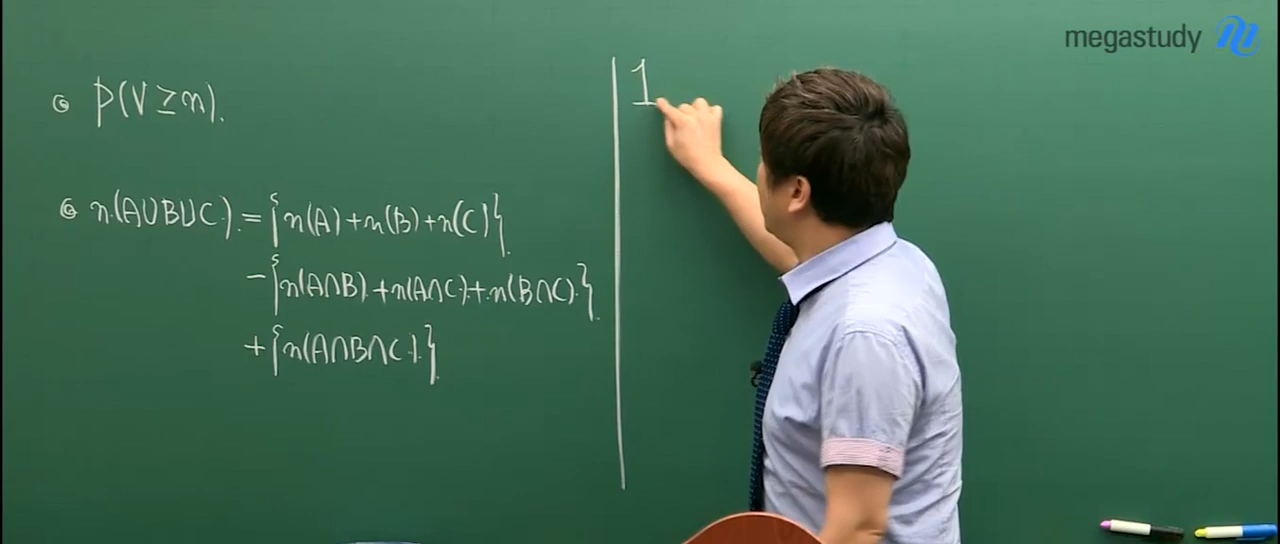 megastudy
P(V≥n).
n(A∪B∪C).={n(A)+n(B)+n(C)}.
-{n(A∩B).+n(A∩C)+n(B∩C).}.
+{n(A∩B∩C).}.
1